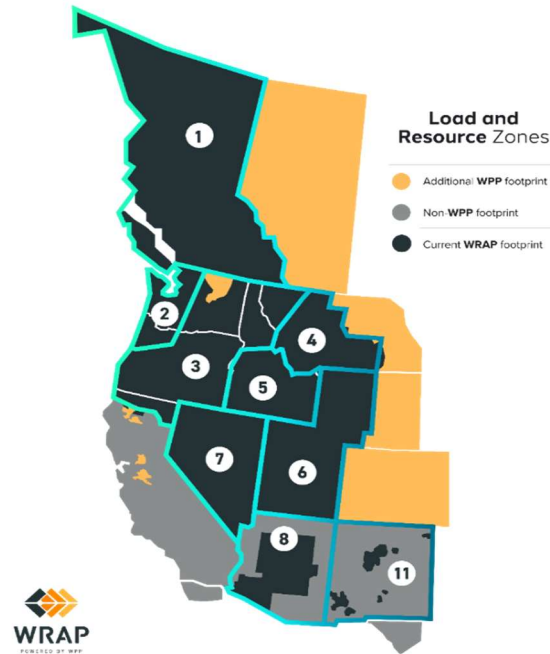 Load and
Resource Zones
Additional WPP footprint
Non-WPP footprint
Current WRAP footprint
1
2
3
4
5
7
6
8
11
WRAP
POWERED BY WPP